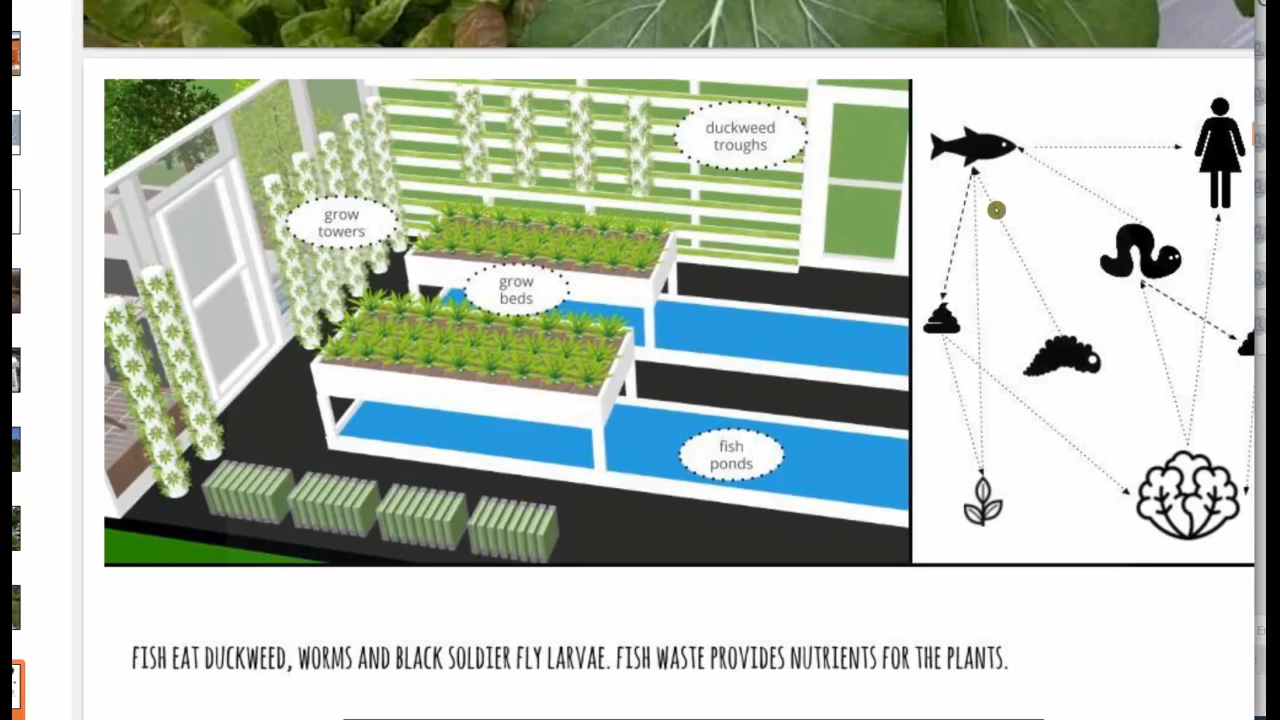 duckweed
troughs
grow
towers
grow
beds
fish
ponds
FISH EAT DUCKWEED, WORMS AND BLACK SOLDIER FLY LARVAE. FISH WASTE PROVIDES NUTRIENTS FOR THE PLANTS.